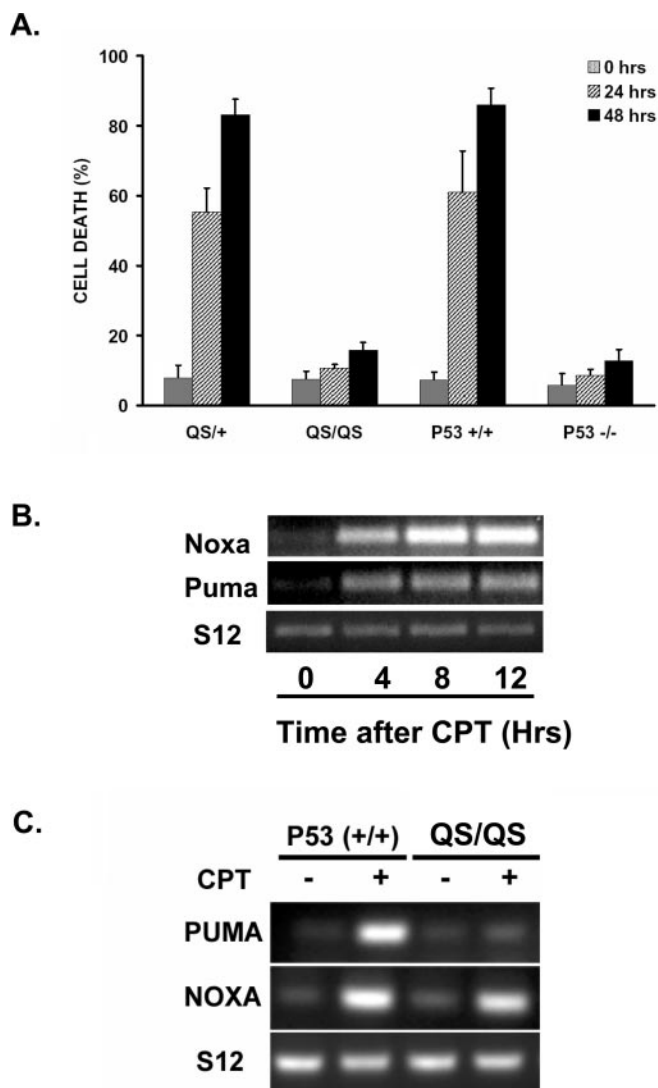 A.
100
80
60
40
20
0
CELL DEATH (%)
0 hrs
24 hrs
48 hrs
QS/+ QS/QS P53 +/+ P53 -/-
B.
Noxa
Puma
S12
0 4 8 12
Time after CPT (Hrs)
C.
P53 (+/+) QS/QS
CPT - + - +
PUMA
NOXA
S12